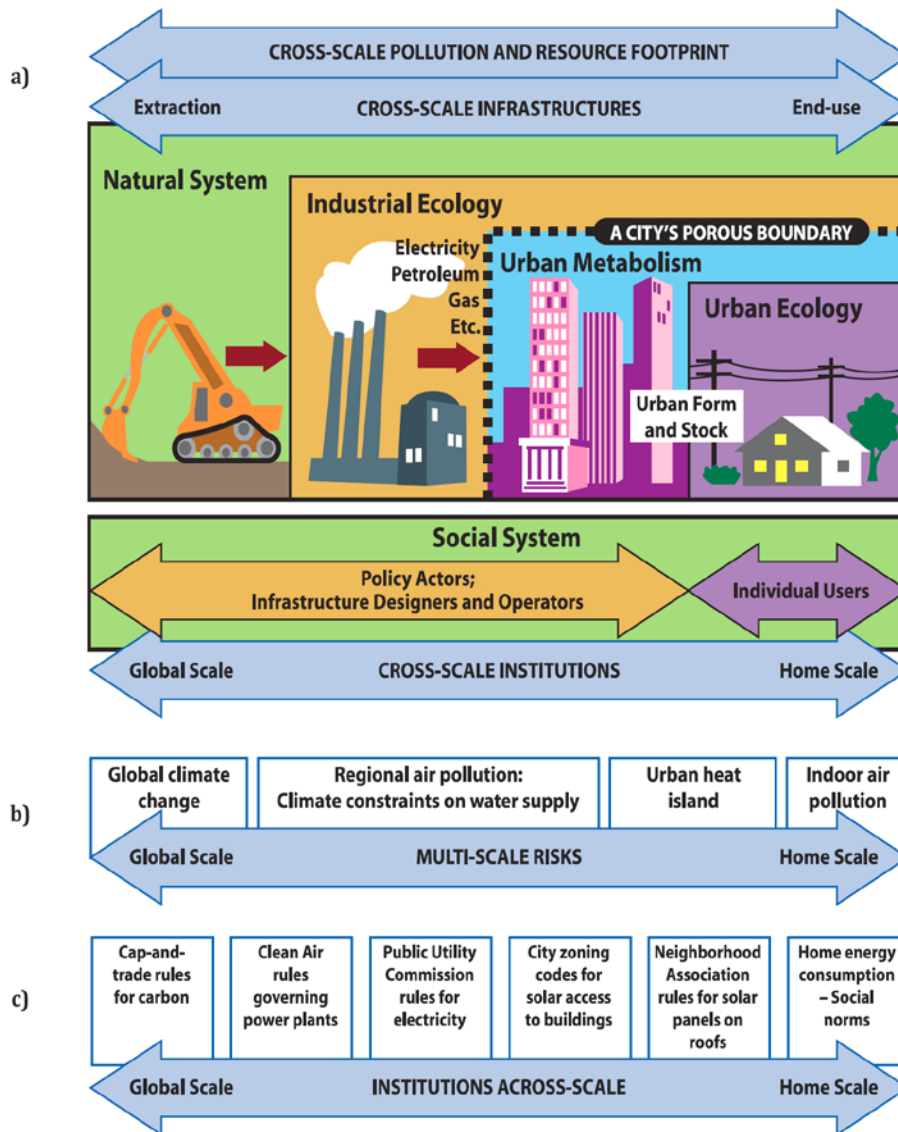 a)
CROSS-SCALE POLLUTION AND RESOURCE FOOTPRINT
Extraction CROSS-SCALE INFRASTRUCTURES End-use
Natural System
Industrial Ecology
Electricity
Petroleum
Gas
Etc.
A CITY'S POROUS BOUNDARY
Urban Metabolism
Urban Ecology
Urban Form
and Stock
Social System
Policy Actors;
Infrastructure Designers and Operators
Individual Users
Global Scale CROSS-SCALE INSTITUTIONS Home Scale
b)
Global climate
change
Regional air pollution:
Climate constraints on water supply
Urban heat
island
Indoor air
pollution
Global Scale MULTI-SCALE RISKS Home Scale
c)
Cap-and-
trade rules
for carbon
Clean Air
rules
governing
power plants
Public Utility
Commission
rules for
electricity
City zoning
codes for
solar access
to buildings
Neighborhood
Association
rules for solar
panels on
roofs
Home energy
consumption
– Social
norms
Global Scale INSTITUTIONS ACROSS-SCALE Home Scale